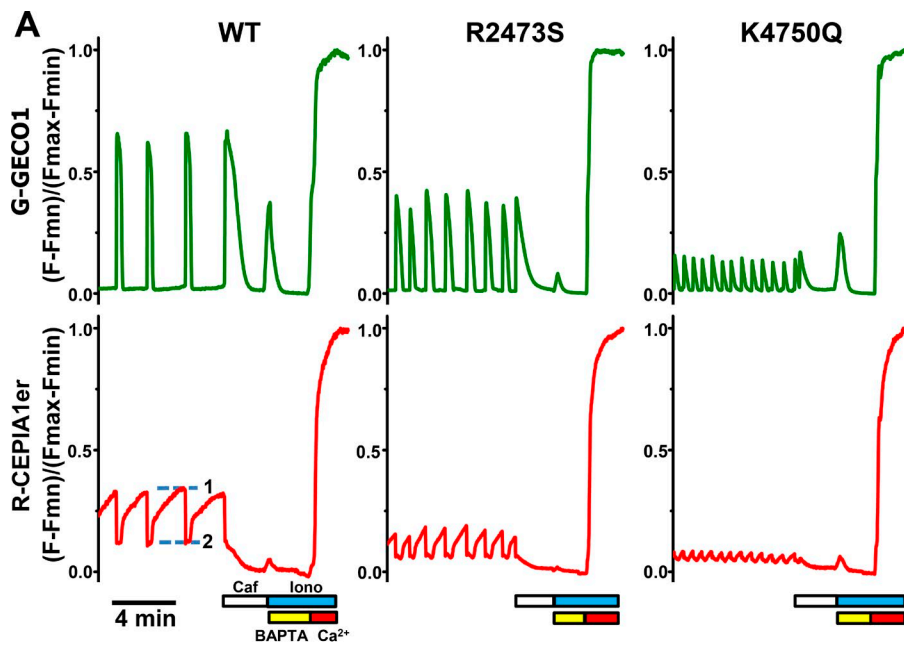 A
WT R2473S K4750Q
G-GECO1
(F-Fmn)/(Fmax-Fmin)
1.0 1.0 1.0
0.5 0.5 0.5
0.0 0.0 0.0
R-CEPIA1er
(F-Fmn)/(Fmax-Fmin)
1.0 1.0 1.0
0.5 0.5 0.5
1
2
0.0 0.0 0.0
Caf Iono
4 min
BAPTA Ca²⁺